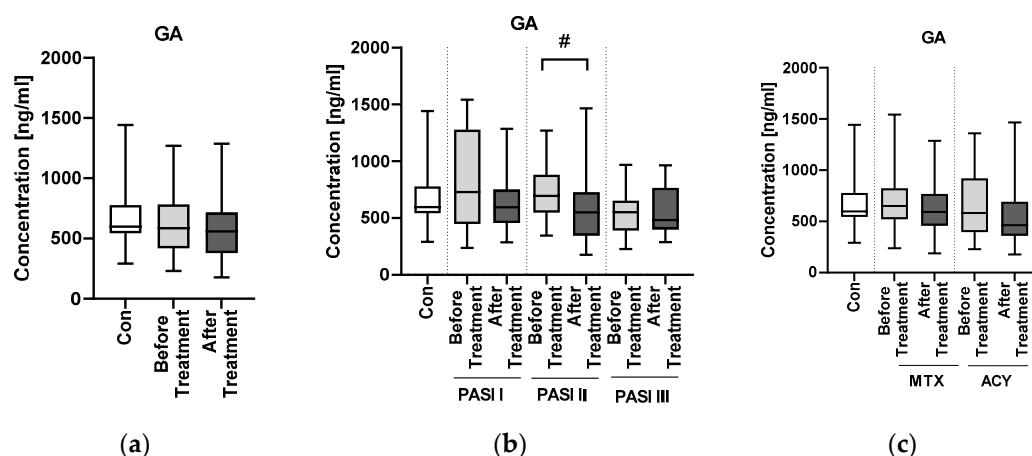 GA
Concentration [ng/ml]
2000
1500
1000
500
0
Con
Before
Treatment
After
Treatment
(a)
GA
#
Concentration [ng/ml]
2000
1500
1000
500
0
Con
Before
Treatment
After
Treatment
Before
Treatment
After
Treatment
Before
Treatment
After
Treatment
PASI I
PASI II
PASI III
(b)
GA
Concentration [ng/ml]
2000
1500
1000
500
0
Con
Before
Treatment
After
Treatment
Before
Treatment
After
Treatment
MTX
ACY
(c)